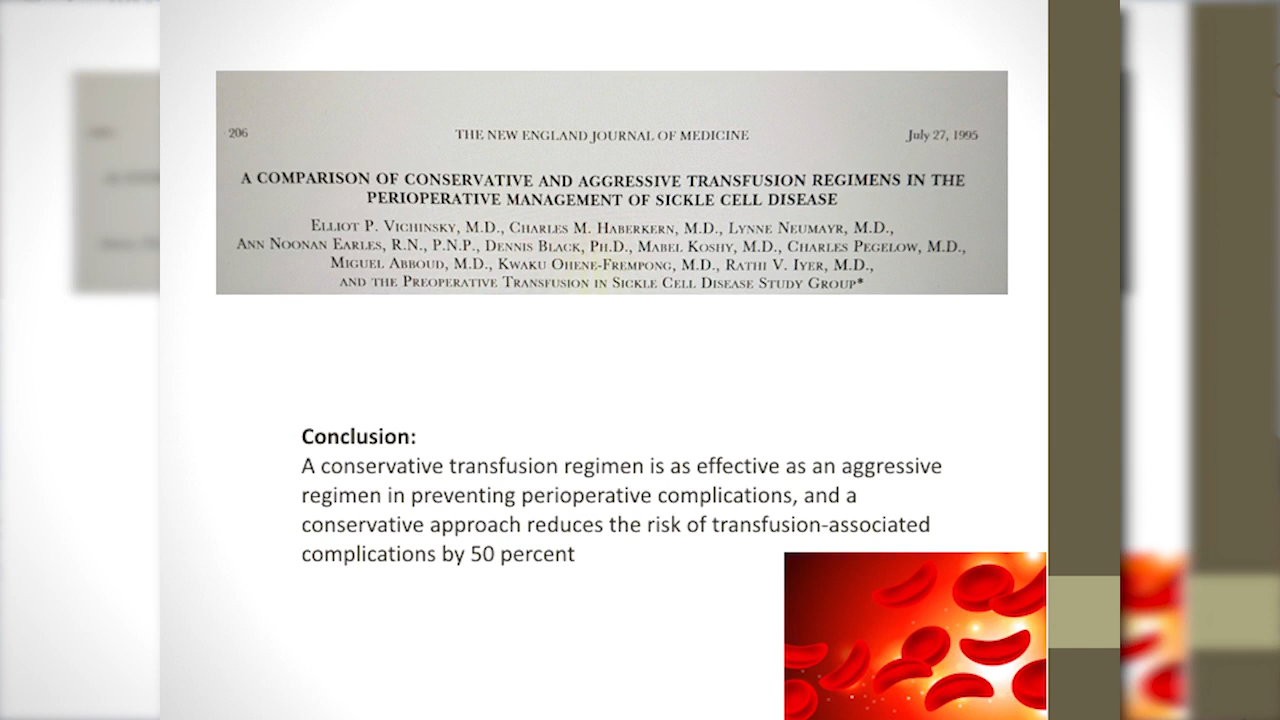 206 THE NEW ENGLAND JOURNAL OF MEDICINE July 27, 1995
A COMPARISON OF CONSERVATIVE AND AGGRESSIVE TRANSFUSION REGIMENS IN THE
PERIOPERATIVE MANAGEMENT OF SICKLE CELL DISEASE
ELLIOT P. VICHINSKY, M.D., CHARLES M. HABERKERN, M.D., LYNNE NEUMAYR, M.D.,
ANN NOONAN EARLES, R.N., P.N.P., DENNIS BLACK, PH.D., MABEL KOSHY, M.D., CHARLES PEGELOW, M.D.,
MIGUEL ABBOUD, M.D., KWAKU OHENE-FREMPONG, M.D., RATHI V. IYER, M.D.,
AND THE PREOPERATIVE TRANSFUSION IN SICKLE CELL DISEASE STUDY GROUP*
Conclusion:
A conservative transfusion regimen is as effective as an aggressive
regimen in preventing perioperative complications, and a
conservative approach reduces the risk of transfusion-associated
complications by 50 percent